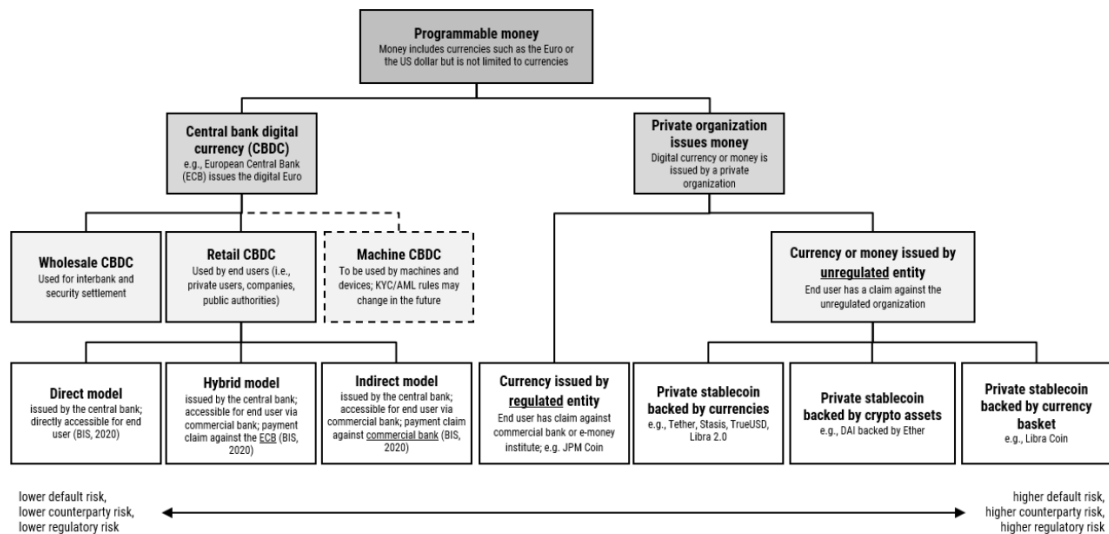 Programmable money
Money includes currencies such as the Euro or
the US dollar but is not limited to currencies
Central bank digital
currency (CBDC)
e.g., European Central Bank
(ECB) issues the digital Euro
Private organization
issues money
Digital currency or money is
issued by a private
organization
Wholesale CBDC
Used for interbank and
security settlement
Retail CBDC
Used by end users (i.e.,
private users, companies,
public authorities)
Machine CBDC
To be used by machines and
devices; KYC/AML rules may
change in the future
Currency or money issued by
unregulated entity
End user has a claim against the
unregulated organization
Direct model
issued by the central bank;
directly accessible for end
user (BIS, 2020)
Hybrid model
issued by the central bank;
accessible for end user via
commercial bank; payment
claim against the ECB (BIS,
2020)
Indirect model
issued by the central bank;
accessible for end user via
commercial bank; payment claim
against commercial bank (BIS,
2020)
Currency issued by
regulated entity
End user has claim against
commercial bank or e-money
institute; e.g. JPM Coin
Private stablecoin
backed by currencies
e.g., Tether, Stasis, TrueUSD,
Libra 2.0
Private stablecoin
backed by crypto assets
e.g., DAI backed by Ether
Private stablecoin
backed by currency
basket
e.g., Libra Coin
lower default risk,
lower counterparty risk,
lower regulatory risk
higher default risk,
higher counterparty risk,
higher regulatory risk